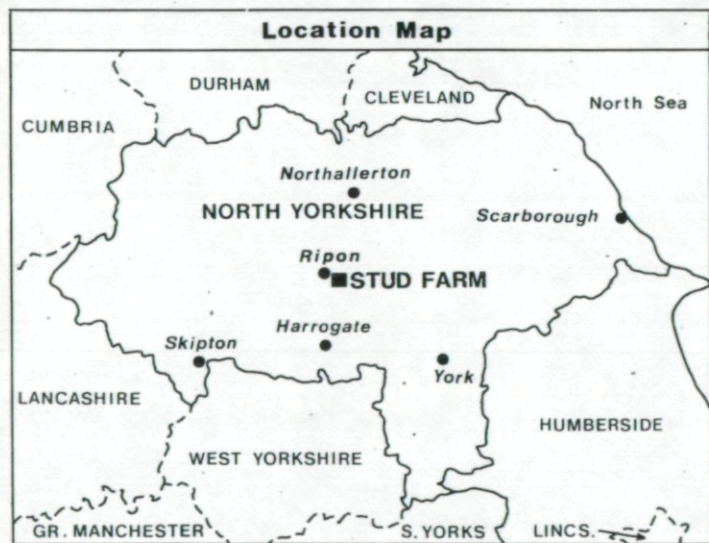 Location Map
DURHAM
CLEVELAND
North Sea
CUMBRIA
Northallerton
NORTH YORKSHIRE
Scarborough
Ripon
STUD FARM
Harrogate
Skipton
York
LANCASHIRE
HUMBERSIDE
WEST YORKSHIRE
GR. MANCHESTER
S. YORKS
LINCS.